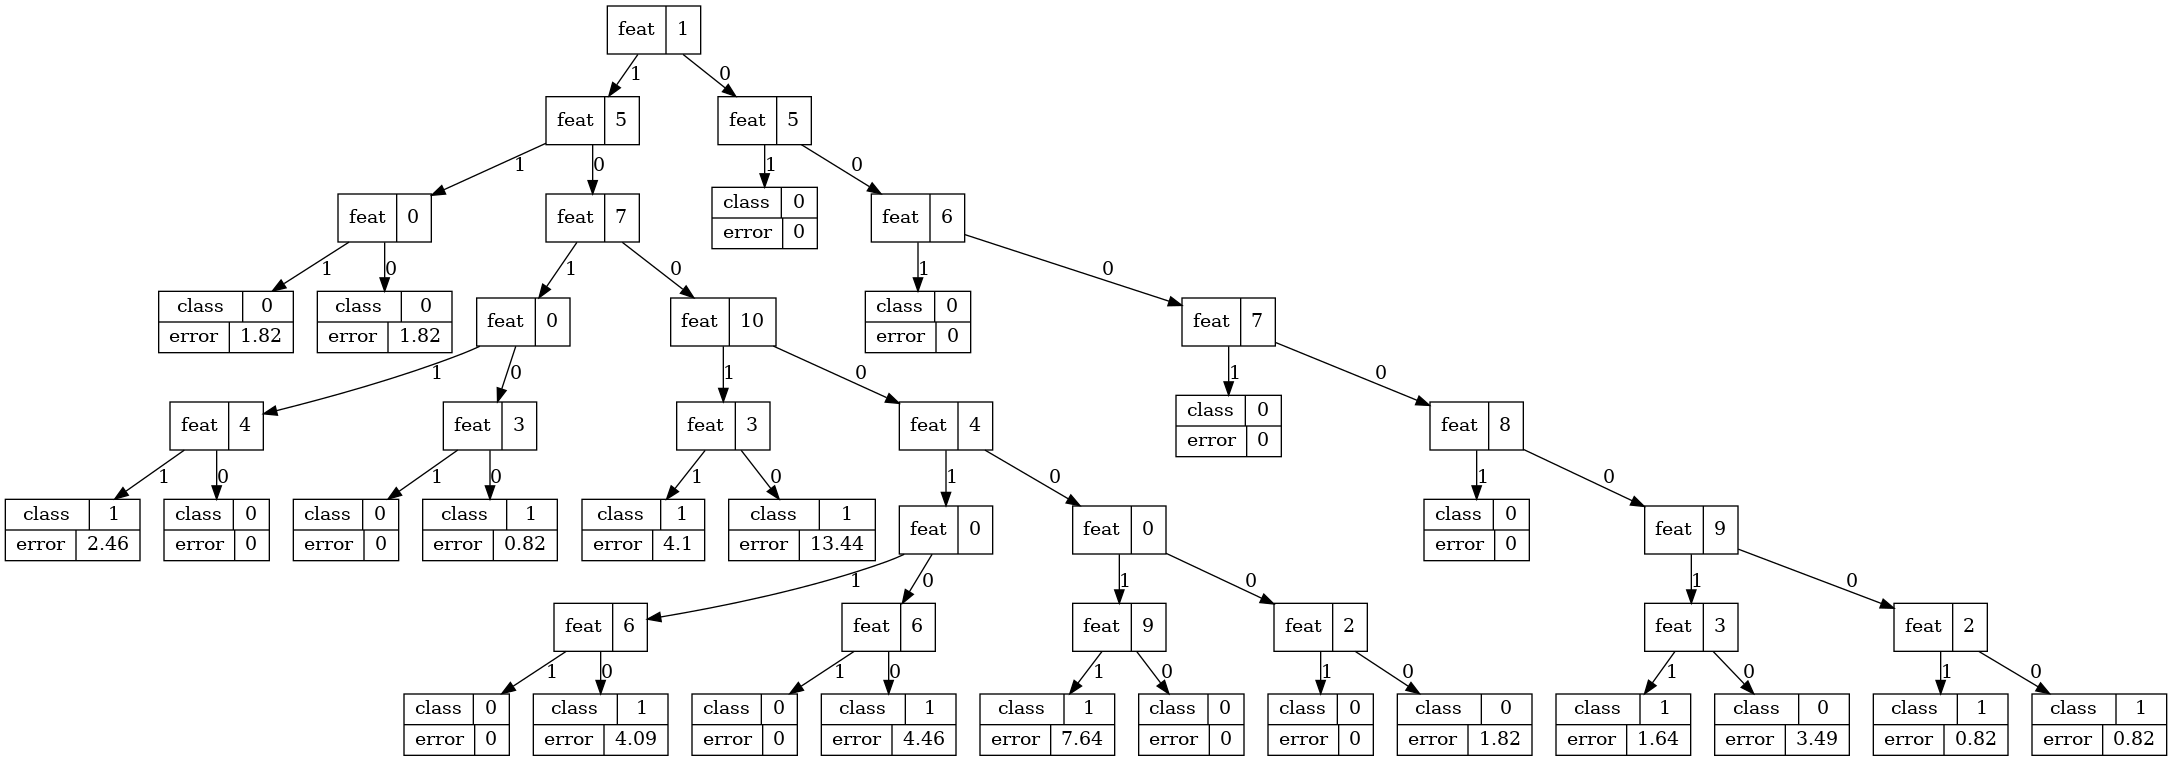 feat 1
1 0
feat 5 feat 5
1 0 1 0
feat 0 feat 7 class 0 feat 6
error 0
1 0 1 0 1 0
class 0 class 0 feat 0 feat 10 class 0 feat 7
error 1.82 error 1.82 error 0
1 0 1 0 1 0
feat 4 feat 3 feat 3 feat 4 class 0 feat 8
error 0
1 0 1 0 1 0 1 0 1 0
class 1 class 0 class 0 class 1 class 1 class 1 feat 0 feat 0 class 0 feat 9
error 2.46 error 0 error 0 error 0.82 error 4.1 error 13.44 error 0
1 0 1 0 1 0
feat 6 feat 6 feat 9 feat 2 feat 3 feat 2
1 0 1 0 1 0 1 0 1 0 1 0
class 0 class 1 class 0 class 1 class 1 class 0 class 0 class 0 class 1 class 0 class 1 class 1
error 0 error 4.09 error 0 error 4.46 error 7.64 error 0 error 0 error 1.82 error 1.64 error 3.49 error 0.82 error 0.82